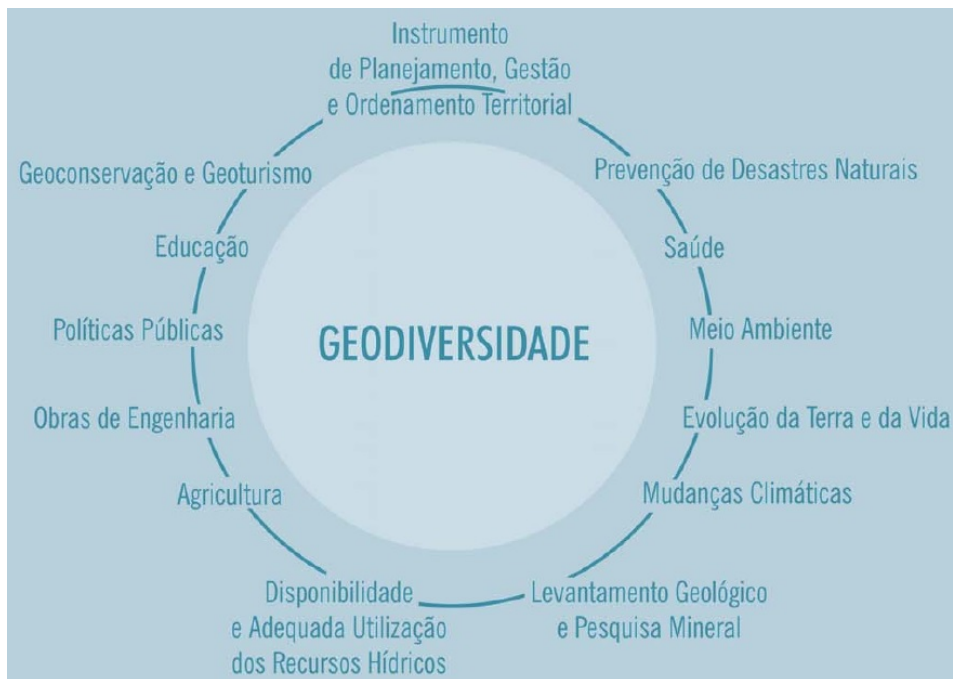 Instrumento
de Planejamento, Gestão
e Ordenamento Territorial
Prevenção de Desastres Naturais
Saúde
Meio Ambiente
Evolução da Terra e da Vida
Mudanças Climáticas
Levantamento Geológico
e Pesquisa Mineral
Disponibilidade
e Adequada Utilização
dos Recursos Hídricos
Agricultura
Obras de Engenharia
Políticas Públicas
Educação
Geoconservação e Geoturismo
GEODIVERSIDADE